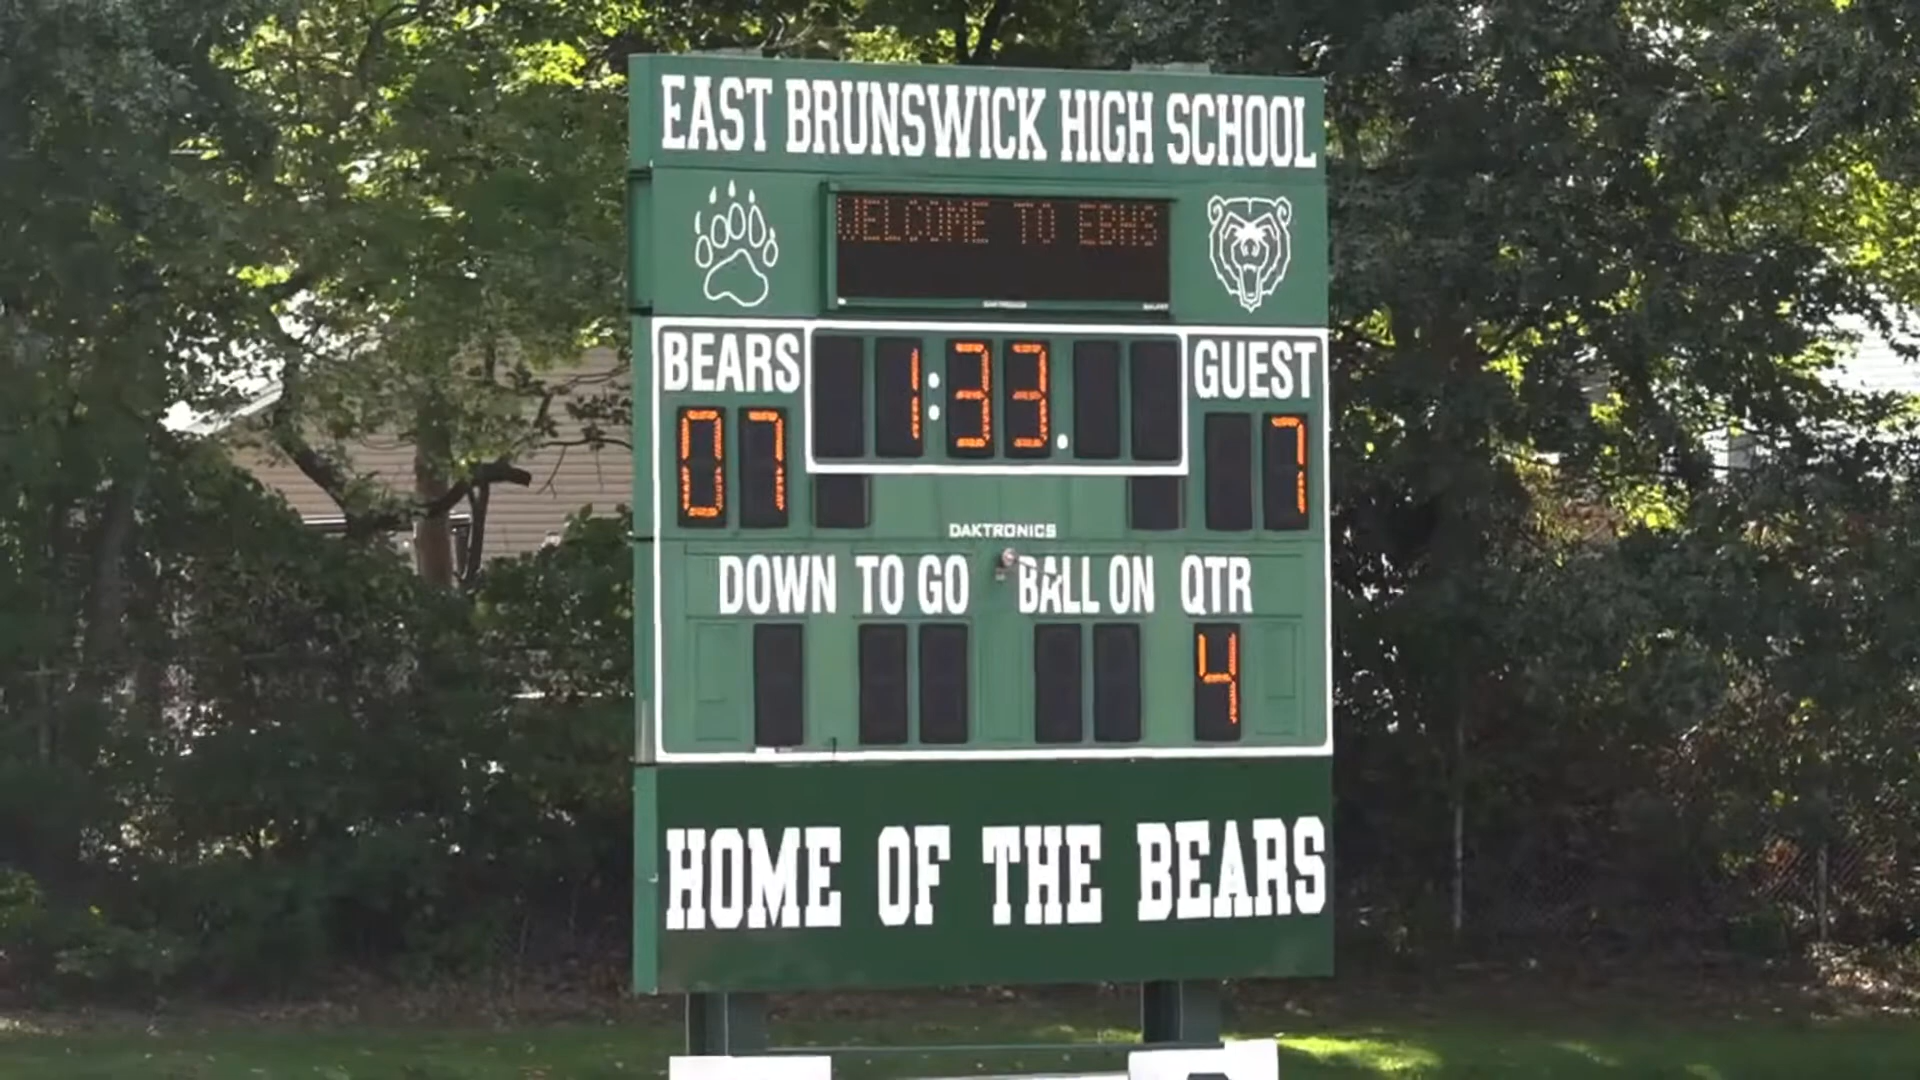 EAST BRUNSWICK HIGH SCHOOL
WELCOME TO EBHS
BEARS 1:33. GUEST
07 7
DAKTRONICS
DOWN TO GO BALL ON QTR
4
HOME OF THE BEARS